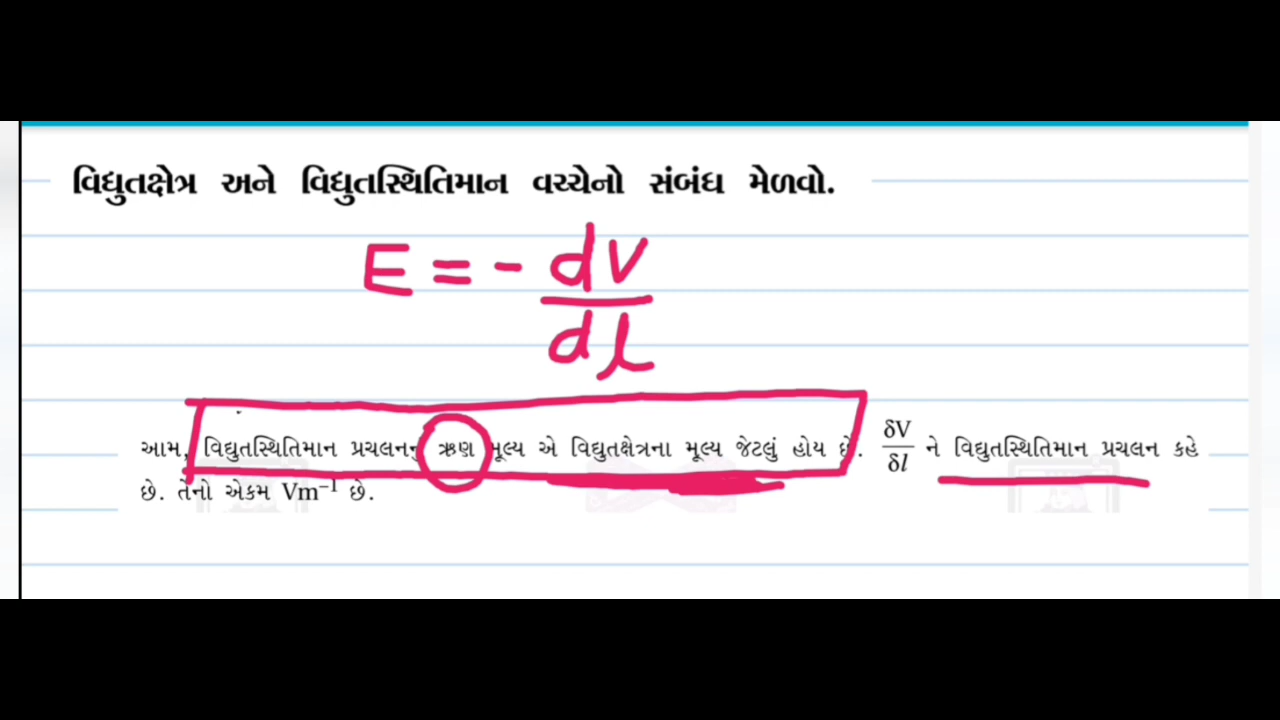 વિદ્યુતક્ષેત્ર અને વિદ્યુતસ્થિતિમાન વચ્ચેનો સંબંધ મેળવો.
E = - dV/dl
આમ, વિદ્યુતસ્થિતિમાન પ્રચલનનું ઋણ મૂલ્ય એ વિદ્યુતક્ષેત્રના મૂલ્ય જેટલું હોય છે. δV/δl ને વિદ્યુતસ્થિતિમાન પ્રચલન કહે
છે. તેનો એકમ Vm⁻¹ છે.